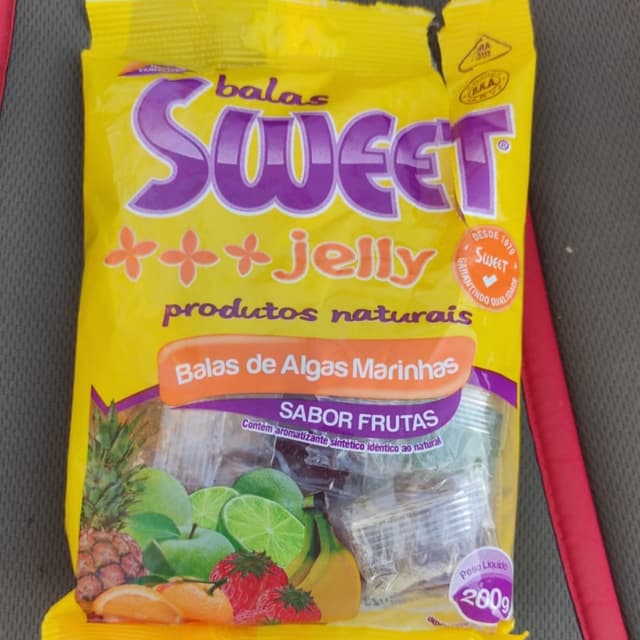 balas
SWEET®
jelly
DESDE 1979
SWEET
GARANTINDO QUALIDADE
produtos naturais
Balas de Algas Marinhas
SABOR FRUTAS
Contém aromatizante sintético idêntico ao natural
Peso Líquido
200g